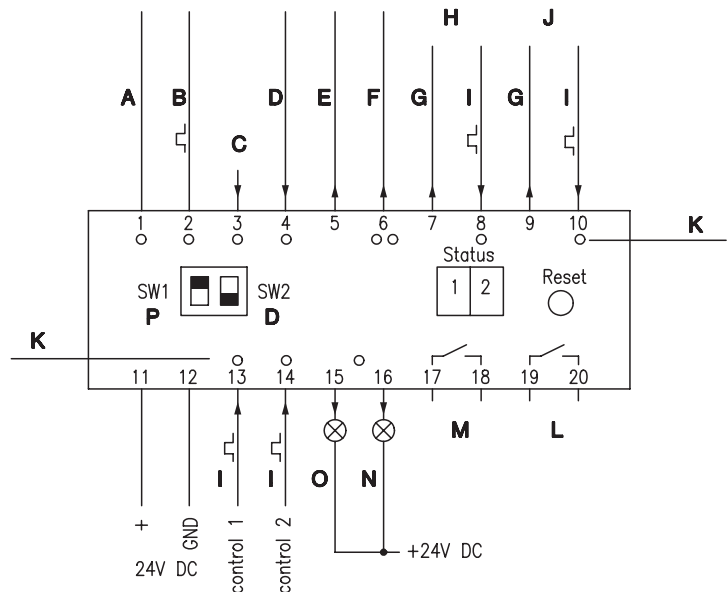 H J
A B D E F G I G I
C
1 2 3 4 5 6 7 8 9 10
K
Status
1 2
Reset
SW1 SW2
P D
K
11 12 13 14 15 16 17 18 19 20
M L
I I O N
+ GND control 1 control 2
+24V DC
24V DC